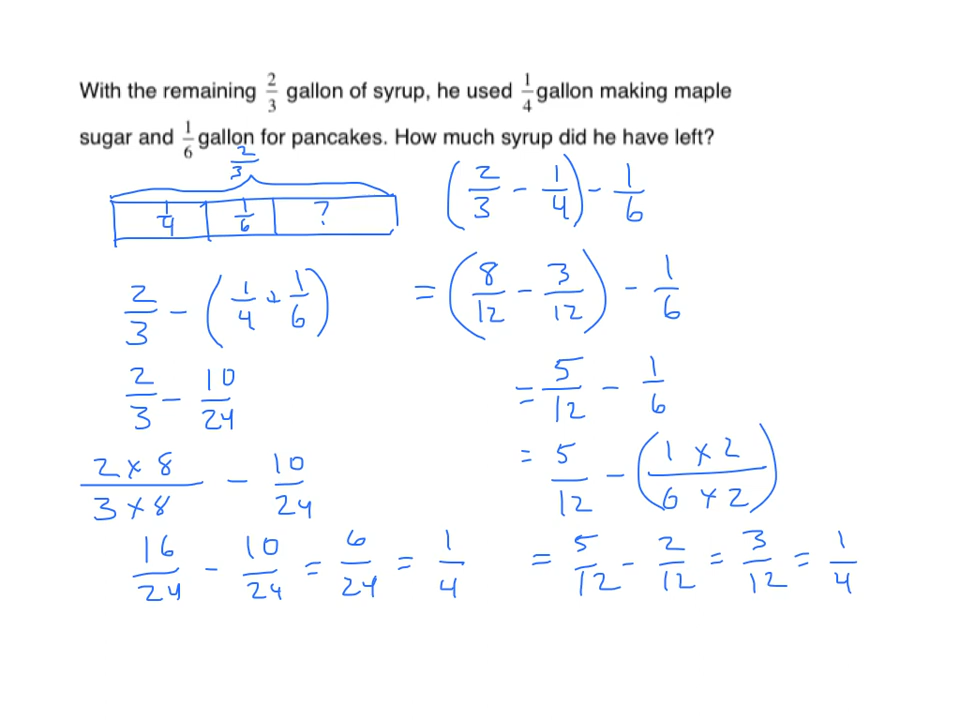 With the remaining 2/3 gallon of syrup, he used 1/4 gallon making maple
sugar and 1/6 gallon for pancakes. How much syrup did he have left?
2/3
1/4 1/6 ?
2/3 - (1/4 + 1/6)
2/3 - 10/24
2 x 8 / 3 x 8 - 10/24
16/24 - 10/24 = 6/24 = 1/4
(2/3 - 1/4) - 1/6
= (8/12 - 3/12) - 1/6
= 5/12 - 1/6
= 5/12 - (1 x 2 / 6 x 2)
= 5/12 - 2/12 = 3/12 = 1/4